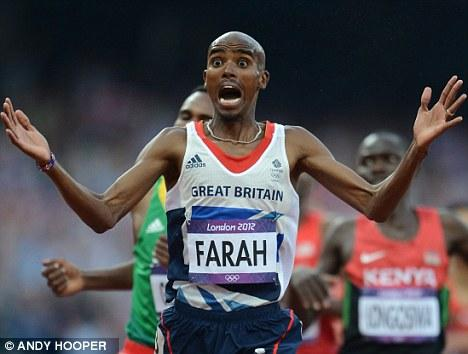 adidas
GREAT BRITAIN
London 2012
FARAH
KENYA
LONGOSIWA
© ANDY HOOPER